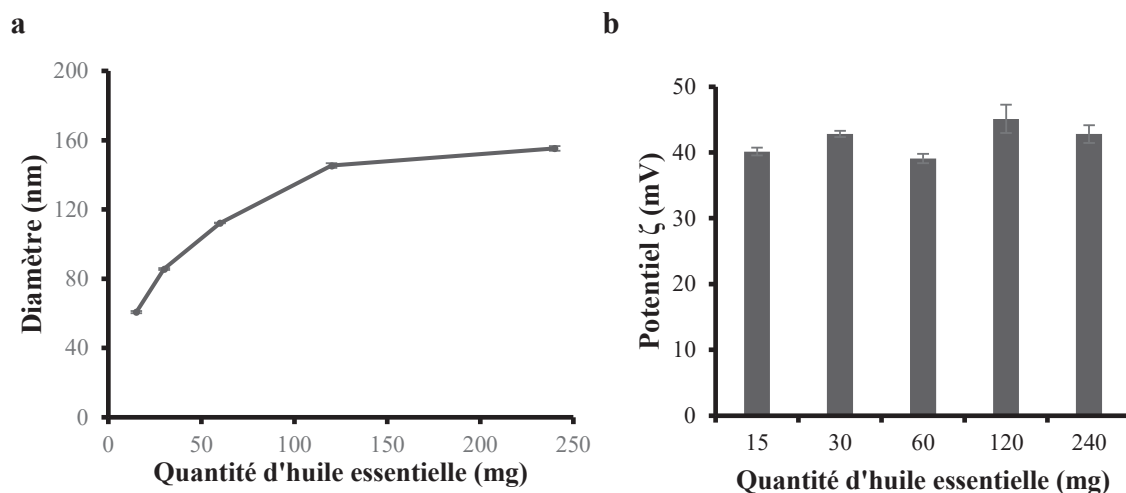 a
200
160
120
80
40
0
Diamètre (nm)
0 50 100 150 200 250
Quantité d'huile essentielle (mg)
b
50
40
30
20
10
0
Potentiel ζ (mV)
15 30 60 120 240
Quantité d'huile essentielle (mg)